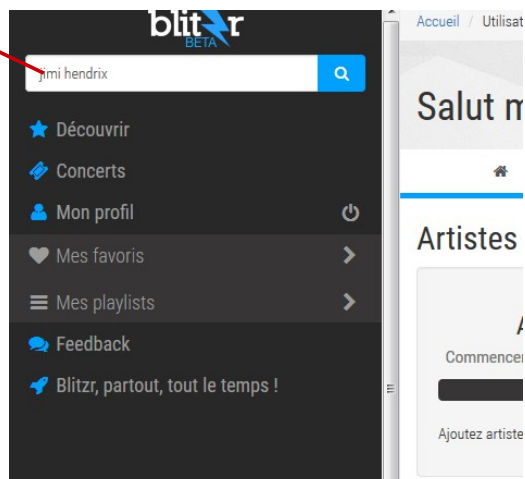 blitzr
BETA
jimi hendrix
Découvrir
Concerts
Mon profil
Mes favoris
Mes playlists
Feedback
Blitzr, partout, tout le temps !
Accueil / Utilisat
Salut m
Artistes
A
Commencer
Ajoutez artiste